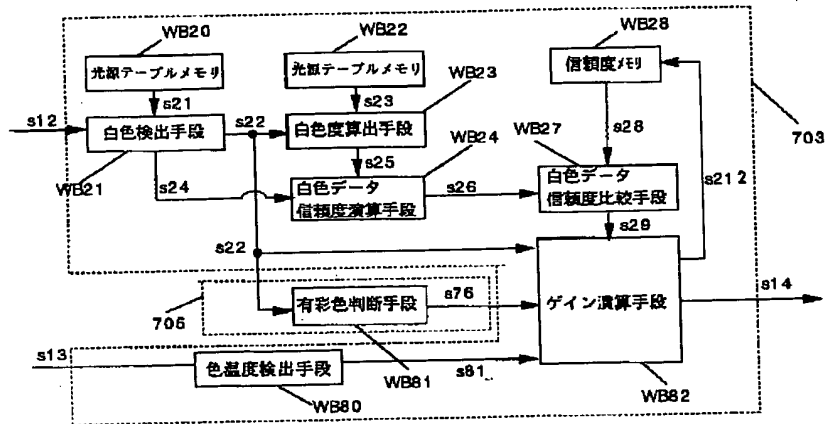 WB20
WB22
WB28
光源テーブルメモリ
光源テーブルメモリ
信頼度メモリ
WB23
703
s21
s22
s23
s12
白色検出手段
白色度算出手段
WB24
WB27
s28
WB21
s24
s25
s212
白色データ
信頼度演算手段
s26
白色データ
信頼度比較手段
s29
s22
s14
705
有彩色判断手段
s76
ゲイン演算手段
s13
色温度検出手段
WB81
s81
WB80
WB82